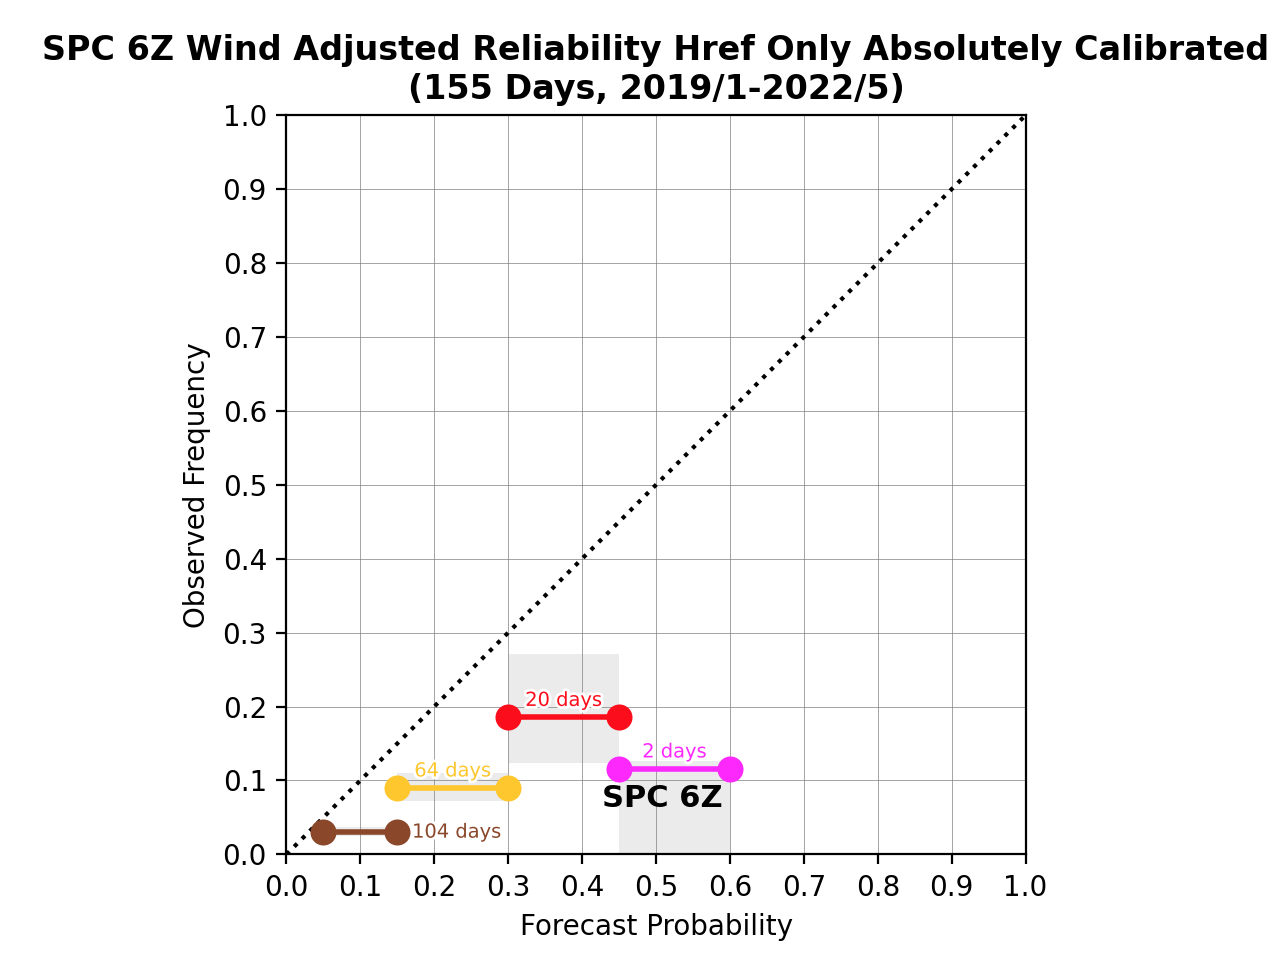 SPC 6Z Wind Adjusted Reliability Href Only Absolutely Calibrated
(155 Days, 2019/1-2022/5)
1.0
0.9
0.8
0.7
0.6
0.5
0.4
0.3
0.2
0.1
0.0
Observed Frequency
20 days
2 days
64 days
SPC 6Z
104 days
0.0 0.1 0.2 0.3 0.4 0.5 0.6 0.7 0.8 0.9 1.0
Forecast Probability